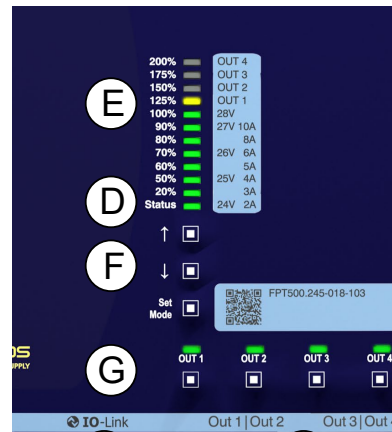 200% OUT 4
175% OUT 3
150% OUT 2
E 125% OUT 1
100% 28V
90% 27V 10A
80% 8A
70% 26V 6A
60% 5A
50% 25V 4A
20% 3A
D Status 24V 2A
↑
F ↓
Set
Mode
FPT500.245-018-103
OS
SUPPLY
G OUT 1 OUT 2 OUT 3 OUT 4
IO-Link Out 1|Out 2 Out 3|Out